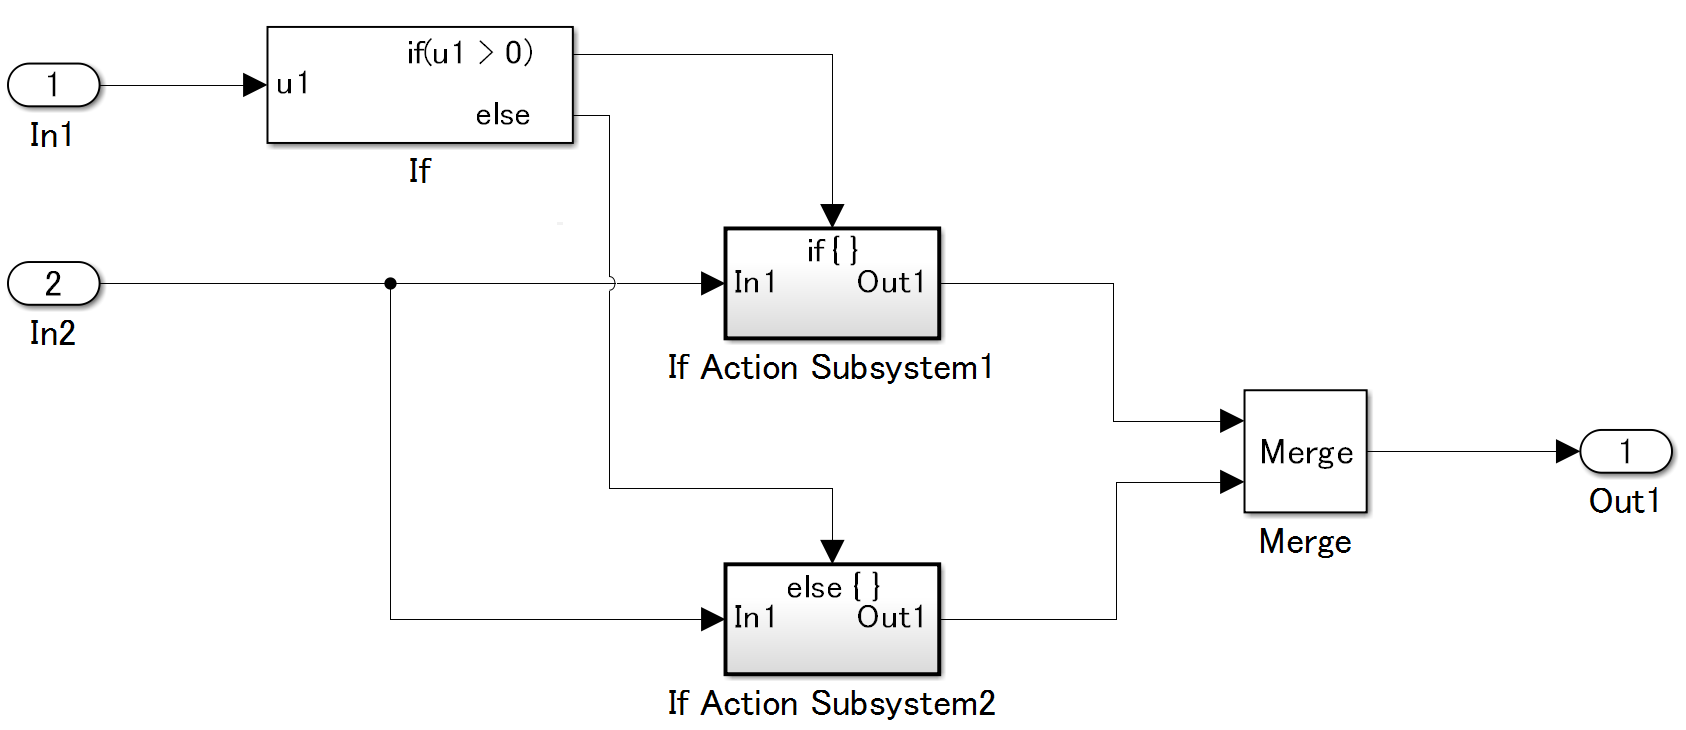 1
In1
u1
if(u1 > 0)
else
If
2
In2
if { }
In1
Out1
If Action Subsystem1
else { }
In1
Out1
If Action Subsystem2
Merge
Merge
1
Out1